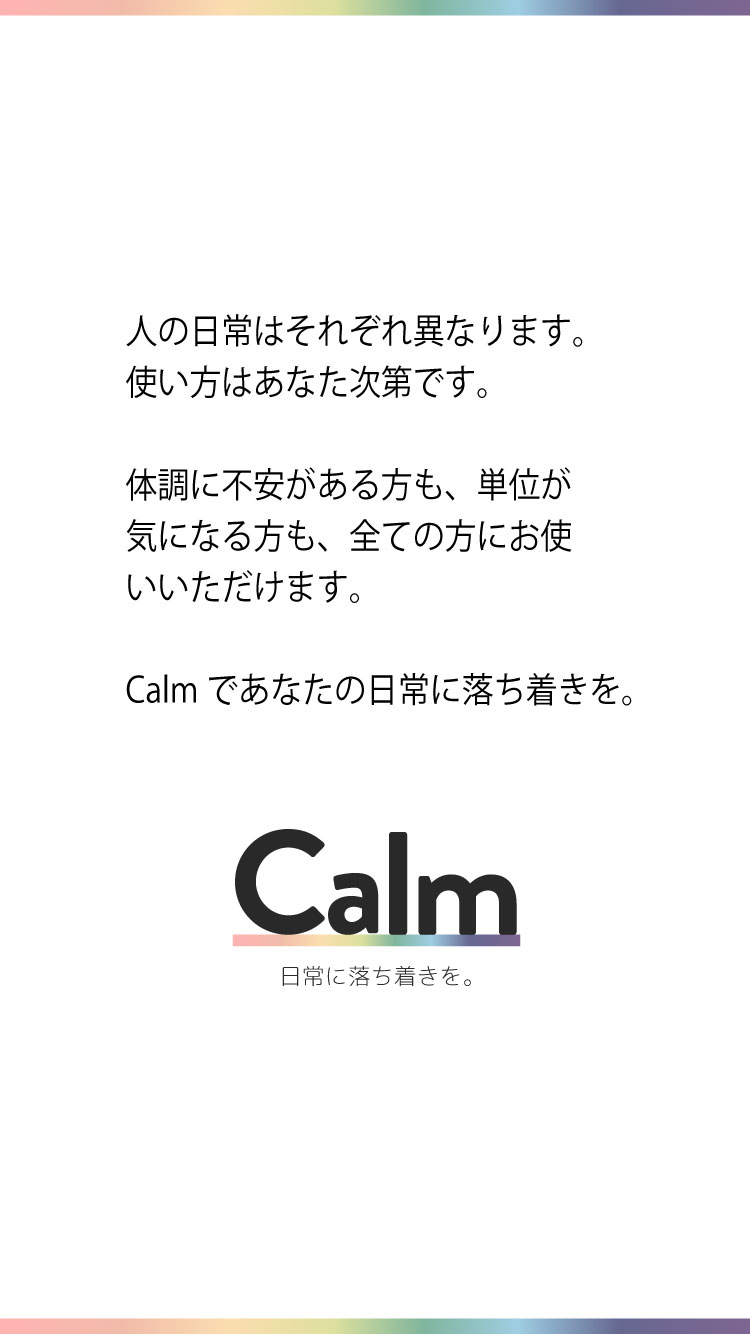 人の日常はそれぞれ異なります。
使い方はあなた次第です。
体調に不安がある方も、単位が
気になる方も、全ての方にお使
いいただけます。
Calm であなたの日常に落ち着きを。
Calm
日常に落ち着きを。